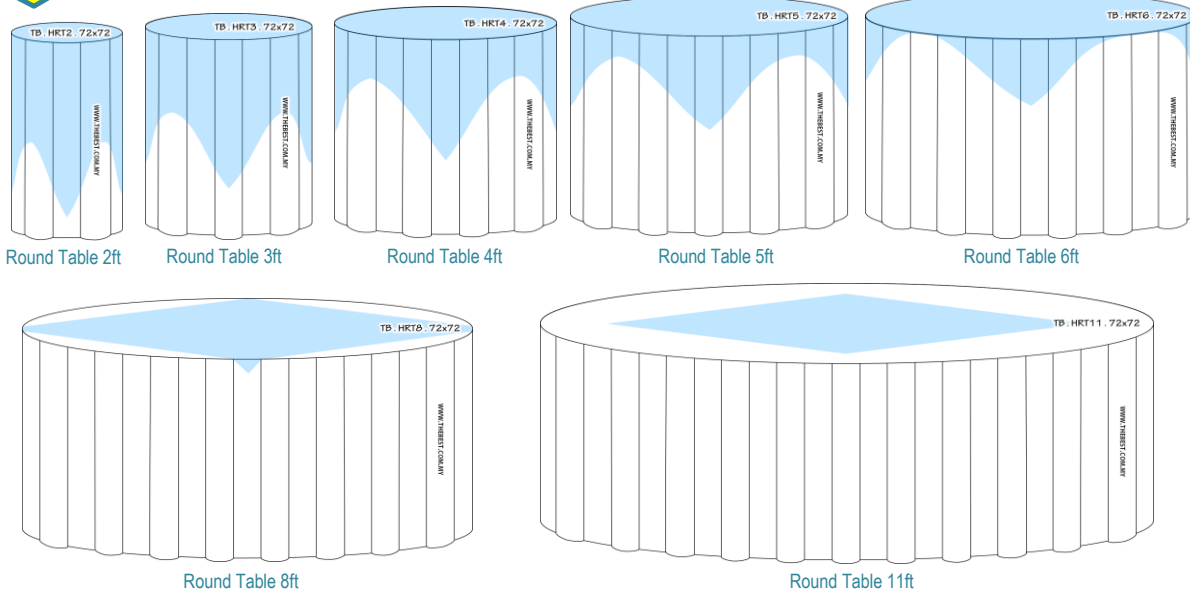 TB.HRT2.72x72
WWW.THEBEST.COM.MY
Round Table 2ft
TB.HRT3.72x72
WWW.THEBEST.COM.MY
Round Table 3ft
TB.HRT4.72x72
WWW.THEBEST.COM.MY
Round Table 4ft
TB.HRT5.72x72
WWW.THEBEST.COM.MY
Round Table 5ft
TB.HRT6.72x72
WWW.THEBEST.COM.MY
Round Table 6ft
TB.HRT8.72x72
WWW.THEBEST.COM.MY
Round Table 8ft
TB.HRT11.72x72
WWW.THEBEST.COM.MY
Round Table 11ft